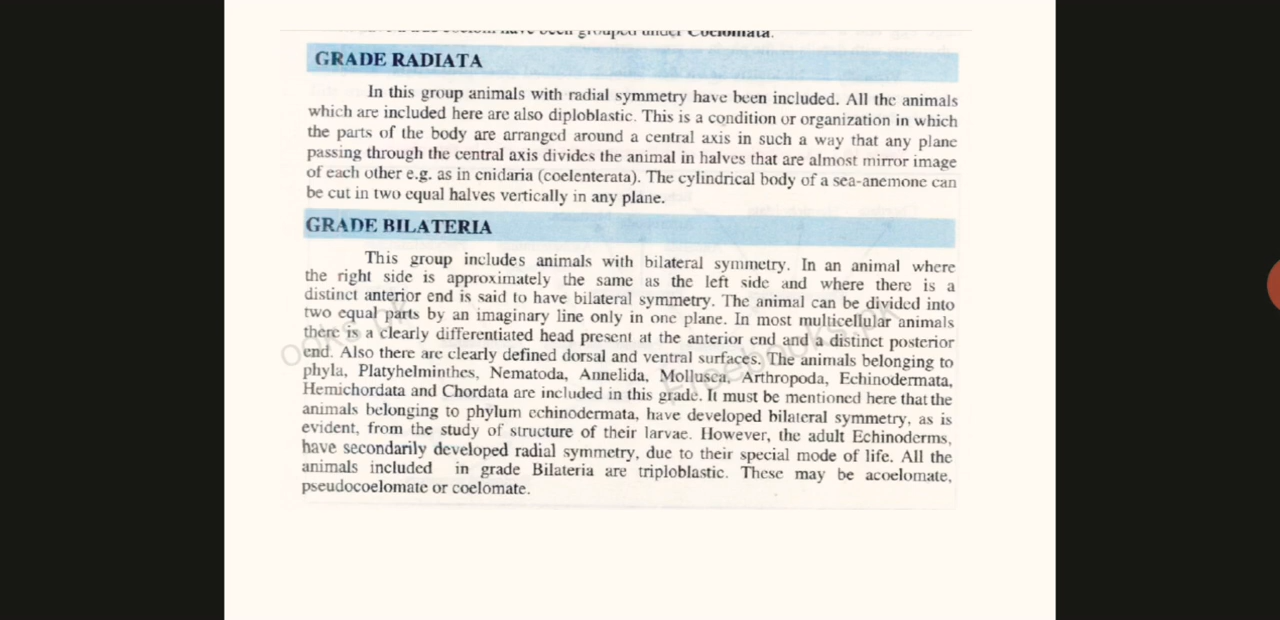 have been grouped under Coelomata.
GRADE RADIATA
In this group animals with radial symmetry have been included. All the animals
which are included here are also diploblastic. This is a condition or organization in which
the parts of the body are arranged around a central axis in such a way that any plane
passing through the central axis divides the animal in halves that are almost mirror image
of each other e.g. as in cnidaria (coelenterata). The cylindrical body of a sea-anemone can
be cut in two equal halves vertically in any plane.
GRADE BILATERIA
This group includes animals with bilateral symmetry. In an animal where
the right side is approximately the same as the left side and where there is a
distinct anterior end is said to have bilateral symmetry. The animal can be divided into
two equal parts by an imaginary line only in one plane. In most multicellular animals
there is a clearly differentiated head present at the anterior end and a distinct posterior
end. Also there are clearly defined dorsal and ventral surfaces. The animals belonging to
phyla, Platyhelminthes, Nematoda, Annelida, Mollusca, Arthropoda, Echinodermata,
Hemichordata and Chordata are included in this grade. It must be mentioned here that the
animals belonging to phylum echinodermata, have developed bilateral symmetry, as is
evident, from the study of structure of their larvae. However, the adult Echinoderms,
have secondarily developed radial symmetry, due to their special mode of life. All the
animals included in grade Bilateria are triploblastic. These may be acoelomate,
pseudocoelomate or coelomate.
ooks.pk
Freebooks.pk